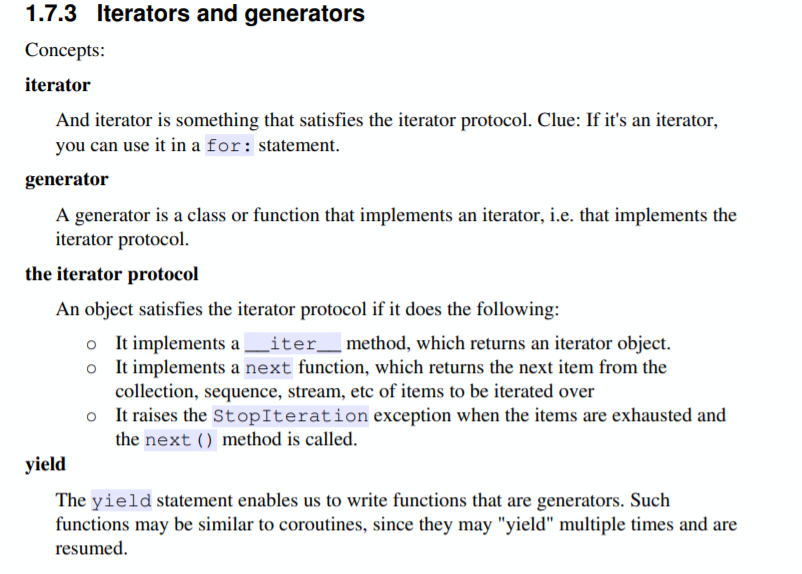 1.7.3 Iterators and generators
Concepts:
iterator
And iterator is something that satisfies the iterator protocol. Clue: If it's an iterator,
you can use it in a for: statement.
generator
A generator is a class or function that implements an iterator, i.e. that implements the
iterator protocol.
the iterator protocol
An object satisfies the iterator protocol if it does the following:
○ It implements a __iter__ method, which returns an iterator object.
○ It implements a next function, which returns the next item from the
collection, sequence, stream, etc of items to be iterated over
○ It raises the StopIteration exception when the items are exhausted and
the next() method is called.
yield
The yield statement enables us to write functions that are generators. Such
functions may be similar to coroutines, since they may "yield" multiple times and are
resumed.